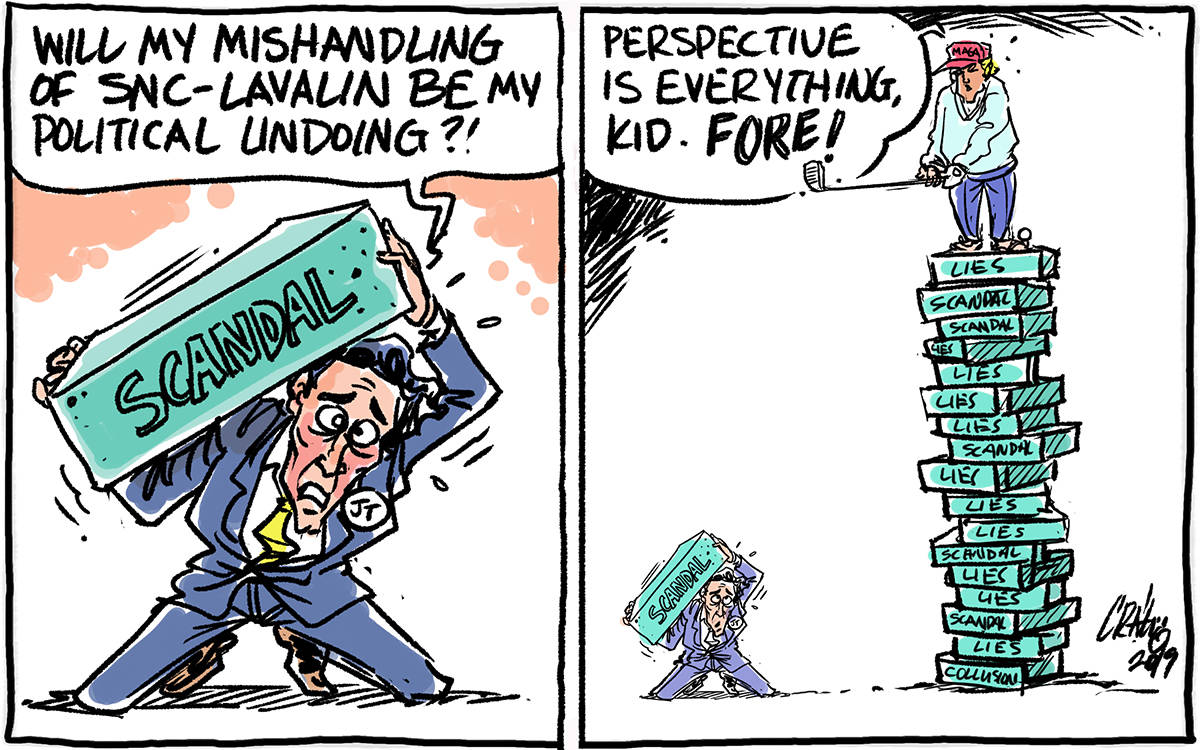 WILL MY MISHANDLING
OF SNC-LAVALIN BE MY
POLITICAL UNDOING?!
SCANDAL
JT
PERSPECTIVE
IS EVERYTHING,
KID. FORE!
MAGA
LIES
SCANDAL
SCANDAL
LIES
LIES
LIES
LIES
SCANDAL
LIES
LIES
LIES
SCANDAL
LIES
LIES
SCANDAL
LIES
COLLUSION
SCANDAL
JT
2019